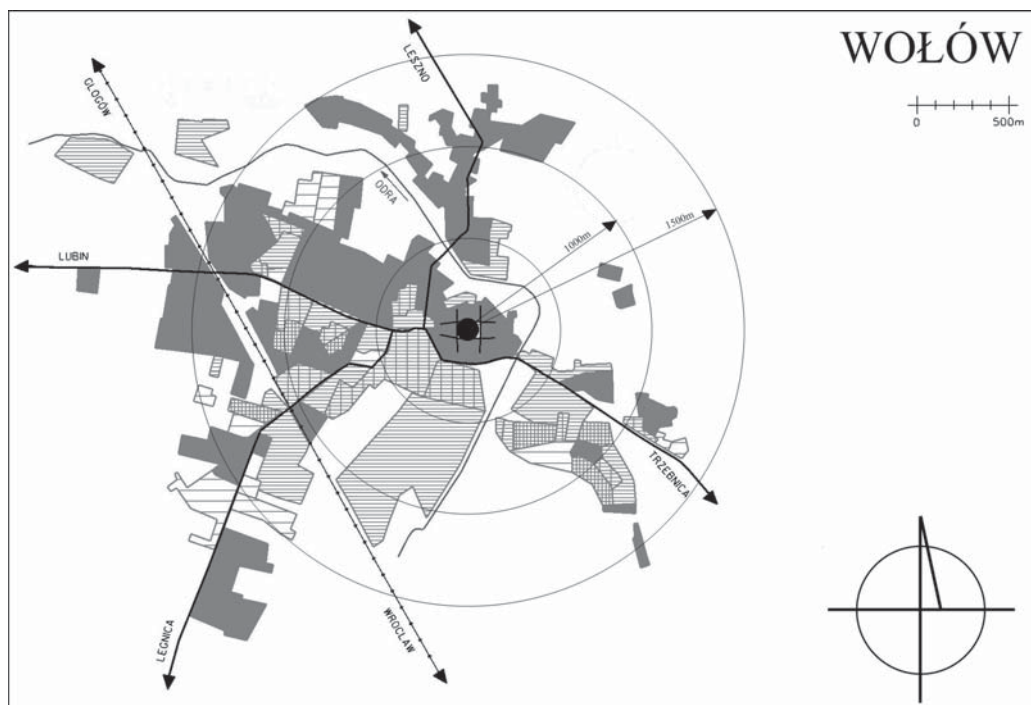 WOŁÓW
0 500m
LESZNO
GŁOGÓW
ODRA
1500m
1000m
LUBIN
TRZEBNICA
WROCŁAW
LEGNICA